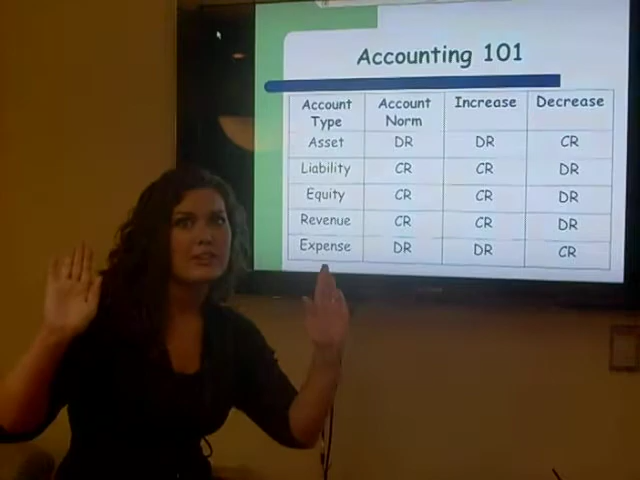 Accounting 101
Account Type Account Norm Increase Decrease
Asset DR DR CR
Liability CR CR DR
Equity CR CR DR
Revenue CR CR DR
Expense DR DR CR